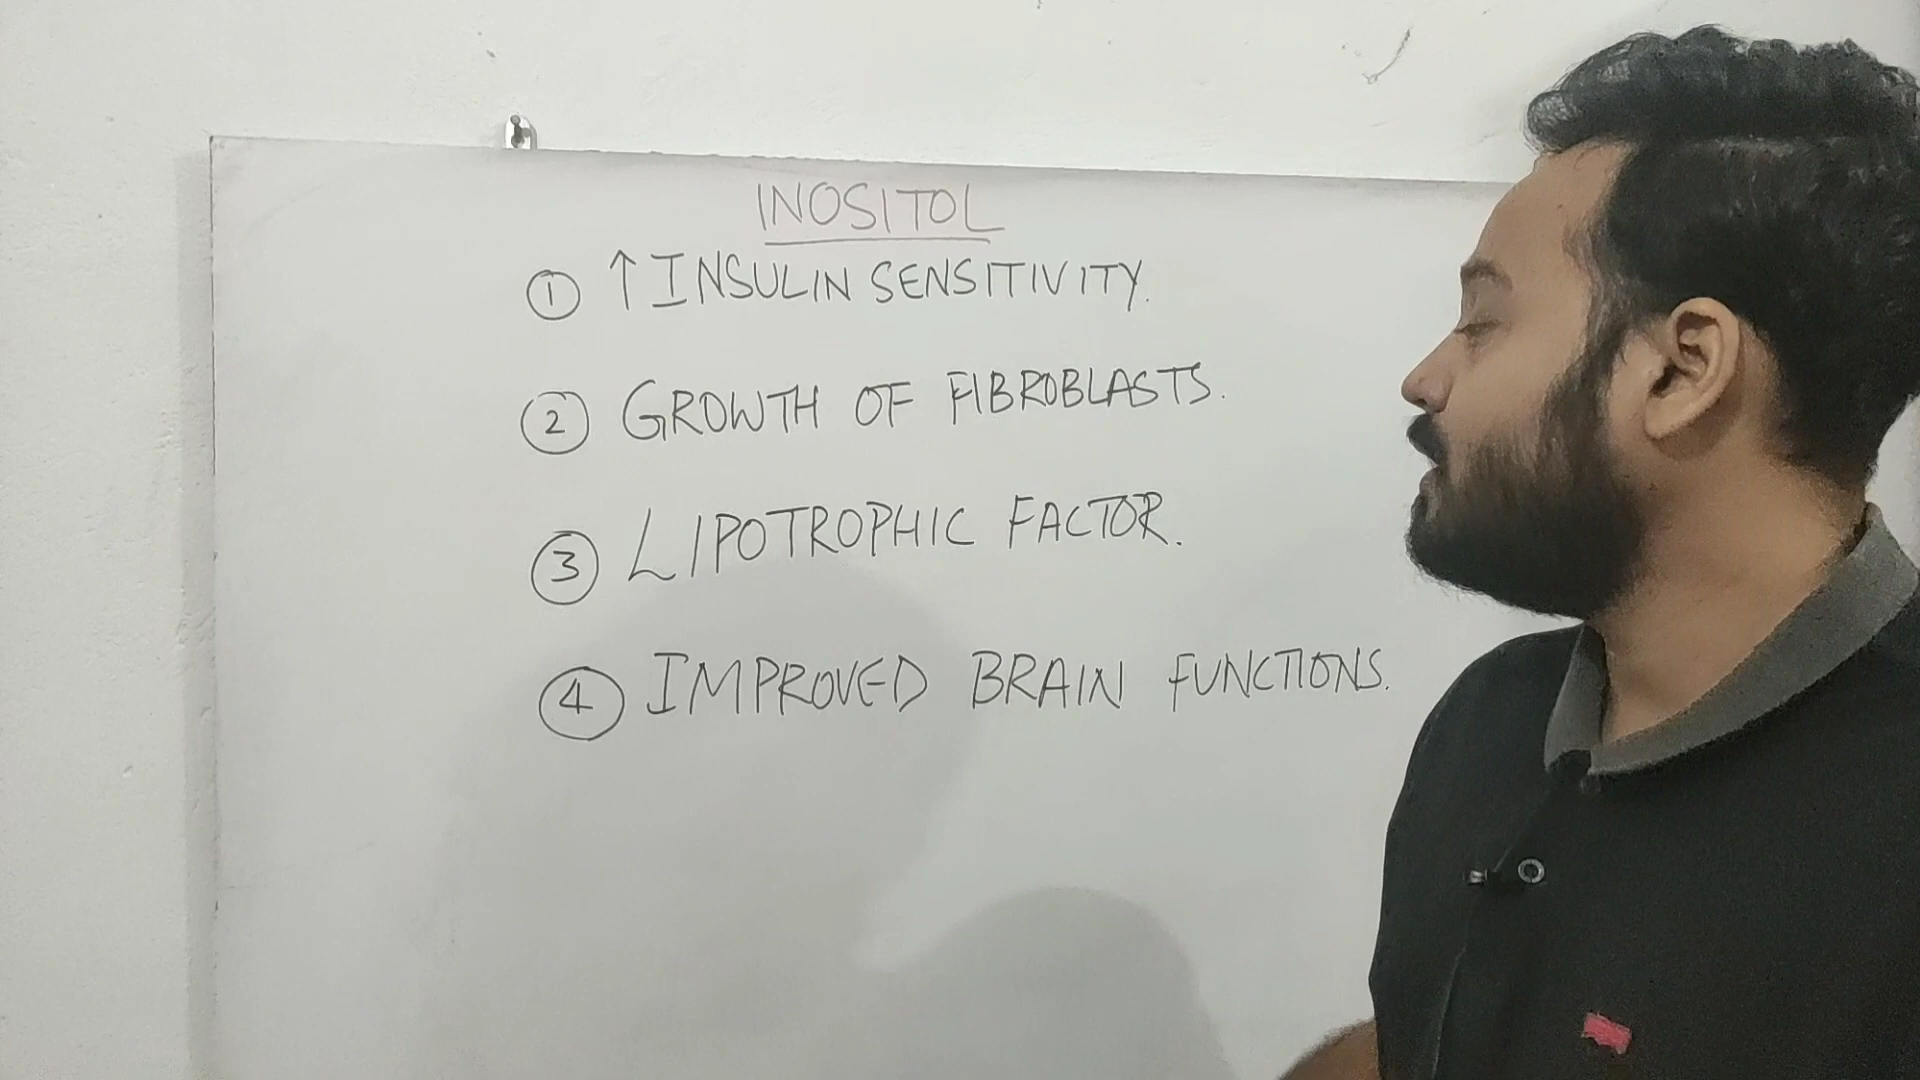 INOSITOL
① ↑ INSULIN SENSITIVITY.
② GROWTH OF FIBROBLASTS.
③ LIPOTROPHIC FACTOR.
④ IMPROVED BRAIN FUNCTIONS.